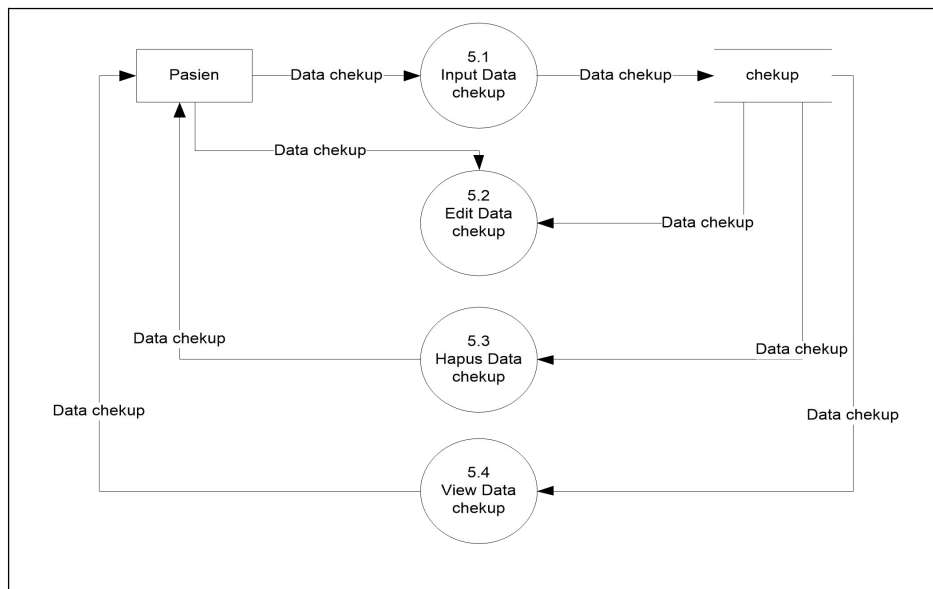 Pasien
Data chekup
5.1
Input Data
chekup
Data chekup
chekup
Data chekup
5.2
Edit Data
chekup
Data chekup
Data chekup
5.3
Hapus Data
chekup
Data chekup
Data chekup
Data chekup
5.4
View Data
chekup